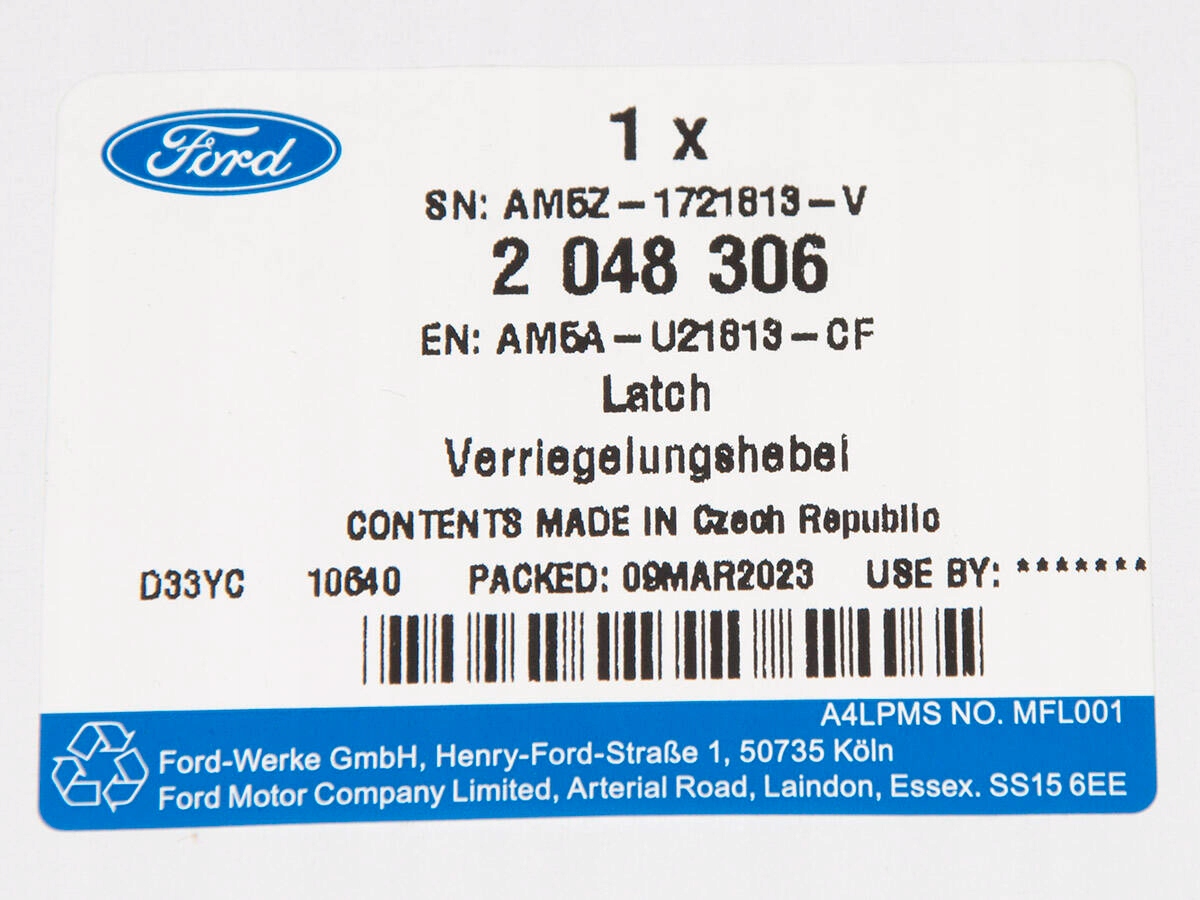 Ford
1 x
SN: AM5Z-1721813-V
2 048 306
EN: AM5A-U21813-CF
Latch
Verriegelungshebel
CONTENTS MADE IN Czech Republic
D33YC 10640 PACKED: 09MAR2023 USE BY: *******
A4LPMS NO. MFL001
Ford-Werke GmbH, Henry-Ford-Straße 1, 50735 Köln
Ford Motor Company Limited, Arterial Road, Laindon, Essex. SS15 6EE